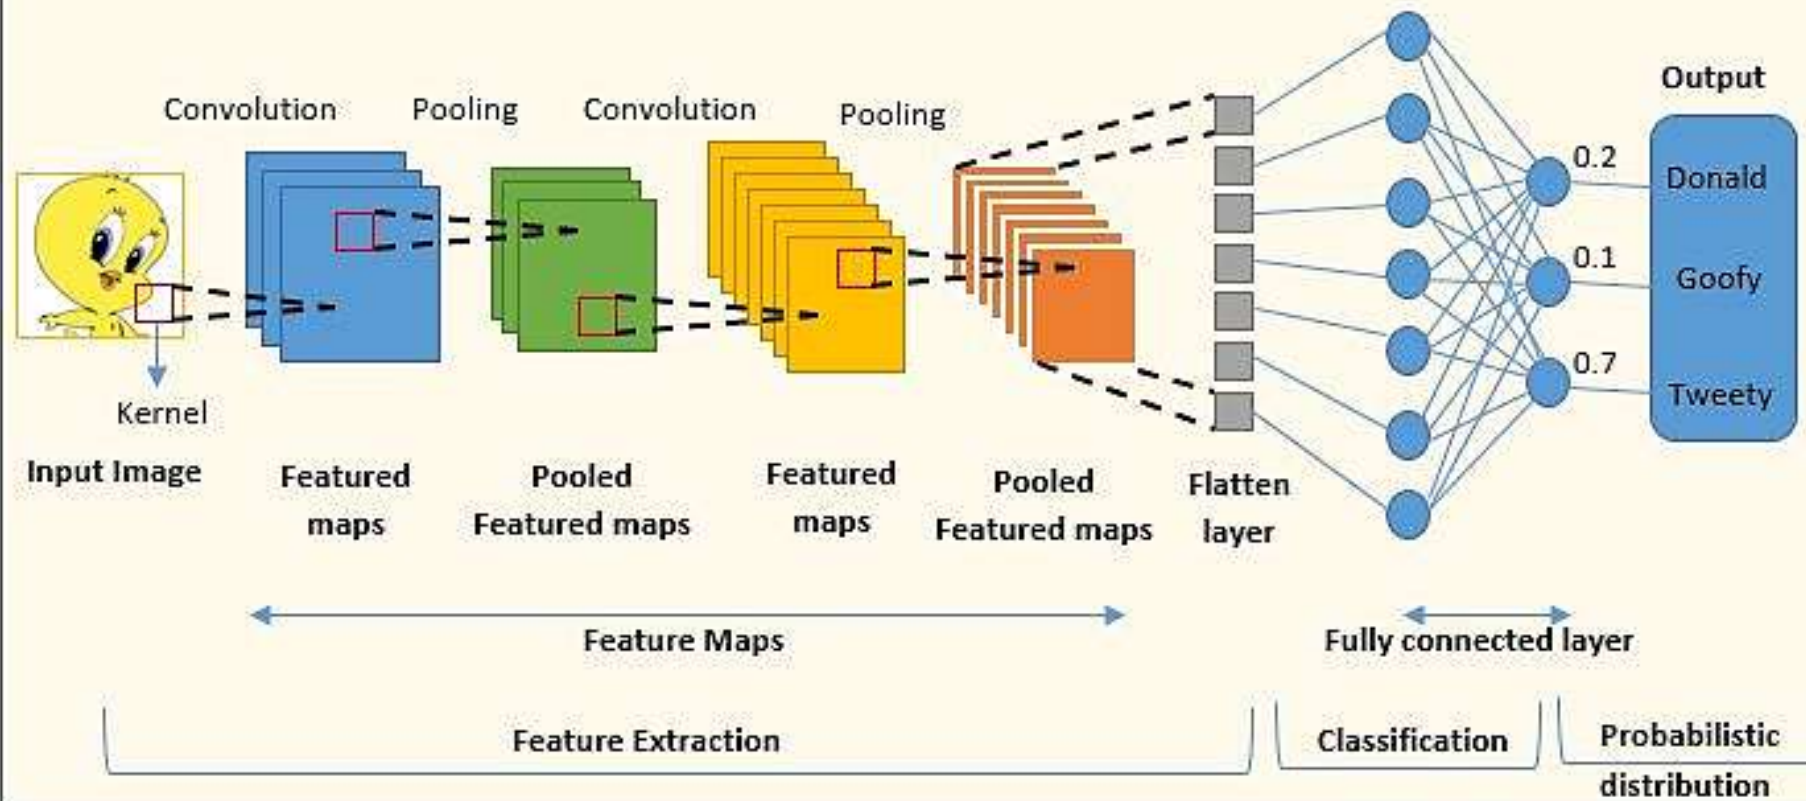 Convolution
Pooling
Convolution
Pooling
Output
0.2
Donald
0.1
Goofy
0.7
Tweety
Kernel
Input Image
Featured
maps
Pooled
Featured maps
Featured
maps
Pooled
Featured maps
Flatten
layer
Feature Maps
Fully connected layer
Feature Extraction
Classification
Probabilistic
distribution